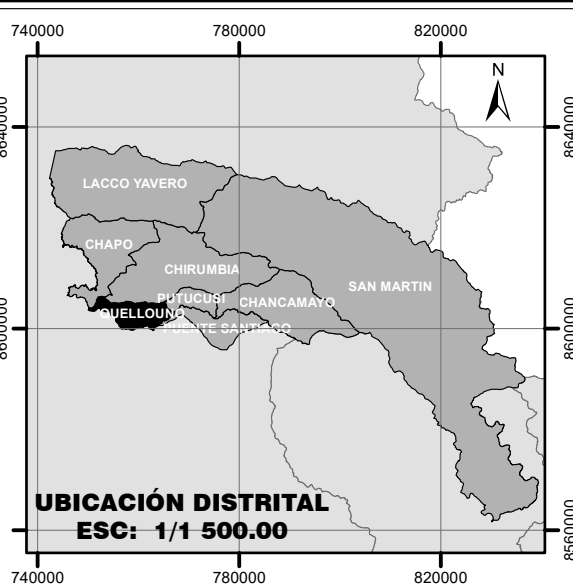 740000 780000 820000
N
8640000 8640000
LACCO YAVERO
CHAPO
CHIRUMBIA
SAN MARTIN
PUTUCUSI
CHANCAMAYO
QUELLOUNO
PUENTE SANTIAGO
8600000 8600000
UBICACIÓN DISTRITAL
ESC: 1/1 500.00
8560000
740000 780000 820000